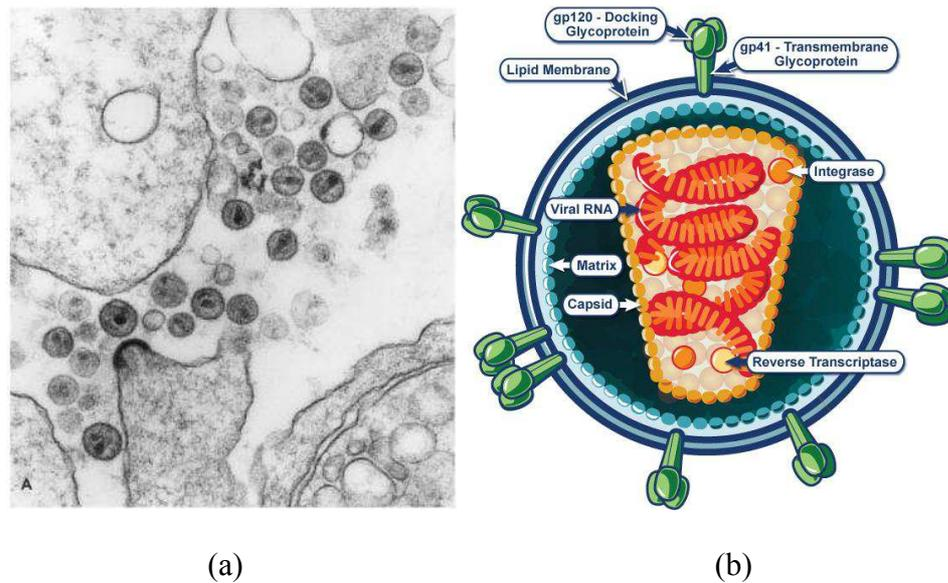 gp120 - Docking
Glycoprotein
gp41 - Transmembrane
Glycoprotein
Lipid Membrane
Integrase
Viral RNA
Matrix
Capsid
Reverse Transcriptase
A
(a)
(b)